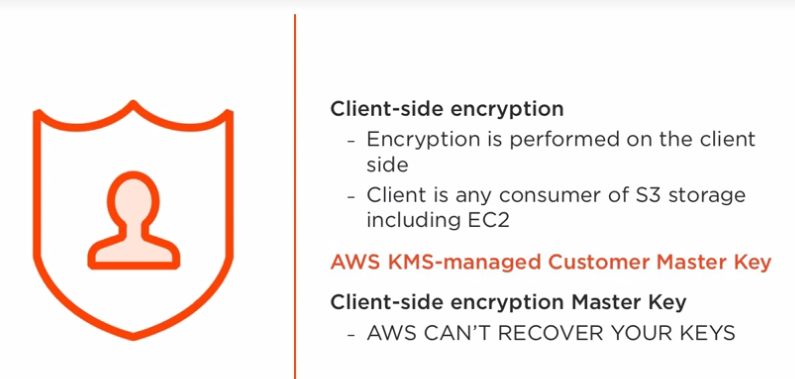 Client-side encryption
- Encryption is performed on the client
side
- Client is any consumer of S3 storage
including EC2
AWS KMS-managed Customer Master Key
Client-side encryption Master Key
- AWS CAN'T RECOVER YOUR KEYS